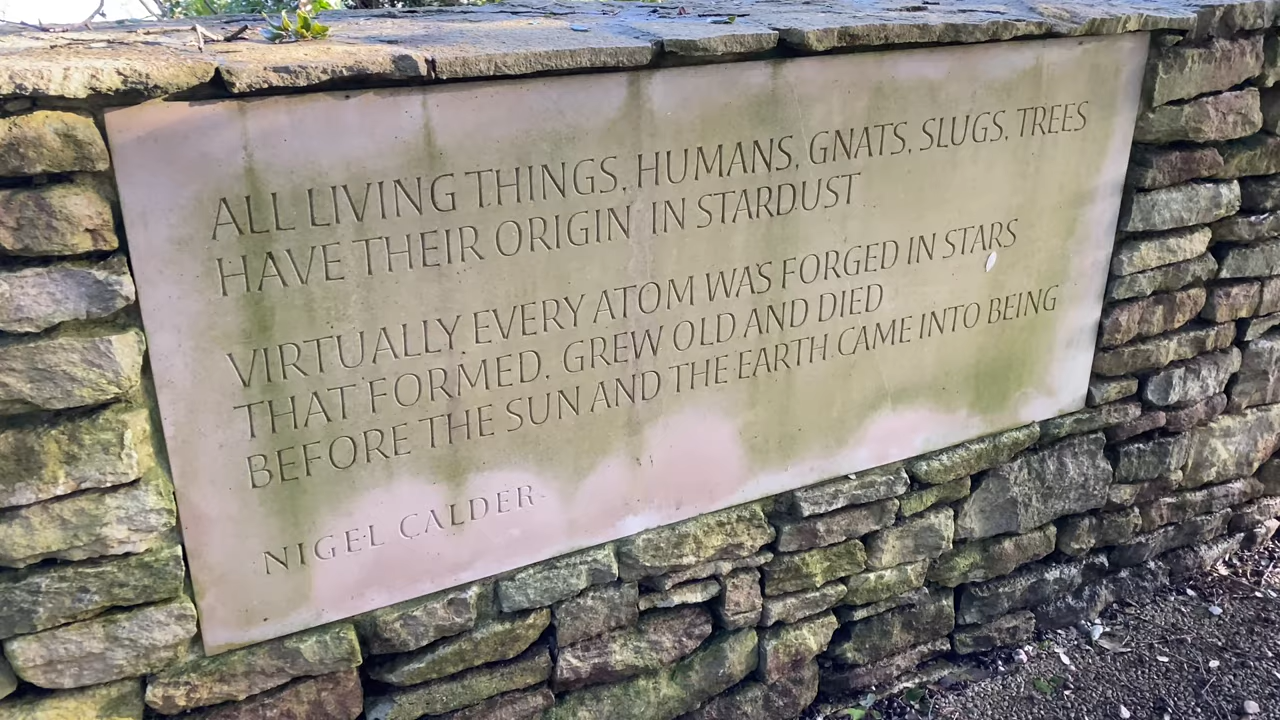 ALL LIVING THINGS, HUMANS, GNATS, SLUGS, TREES
HAVE THEIR ORIGIN IN STARDUST
VIRTUALLY EVERY ATOM WAS FORGED IN STARS
THAT FORMED, GREW OLD AND DIED
BEFORE THE SUN AND THE EARTH CAME INTO BEING
NIGEL CALDER